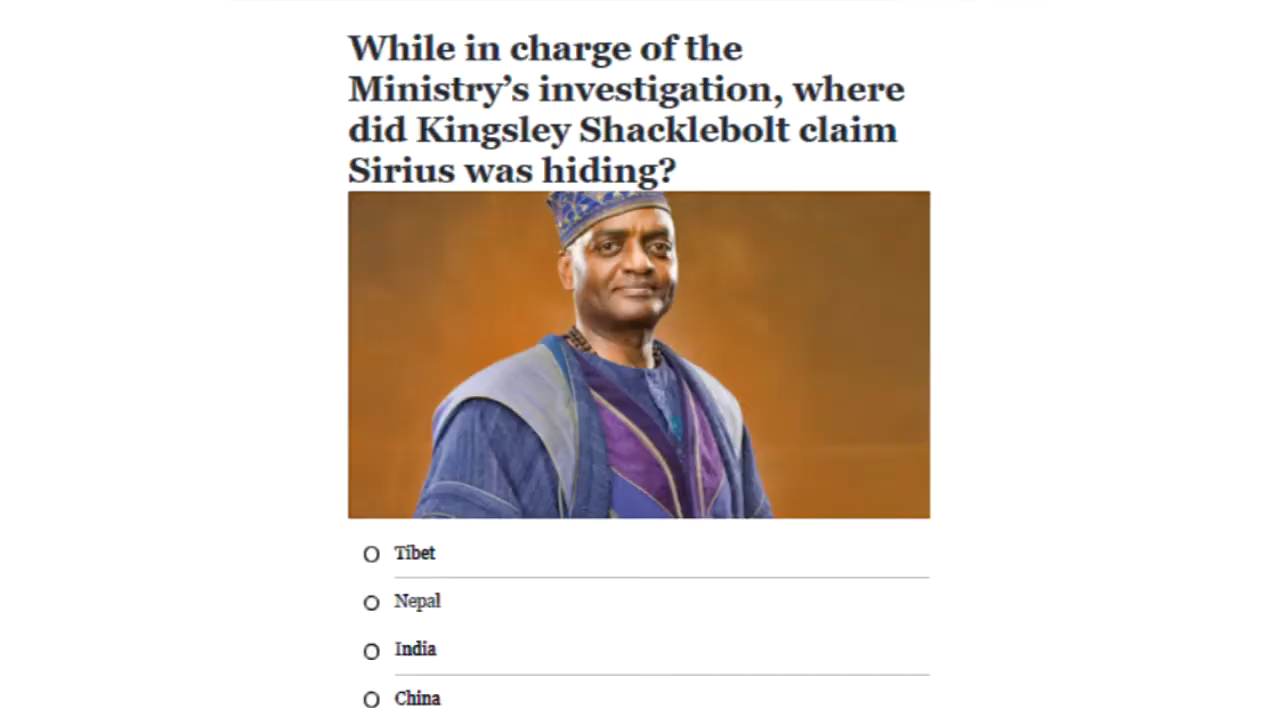 While in charge of the
Ministry’s investigation, where
did Kingsley Shacklebolt claim
Sirius was hiding?
Tibet
Nepal
India
China